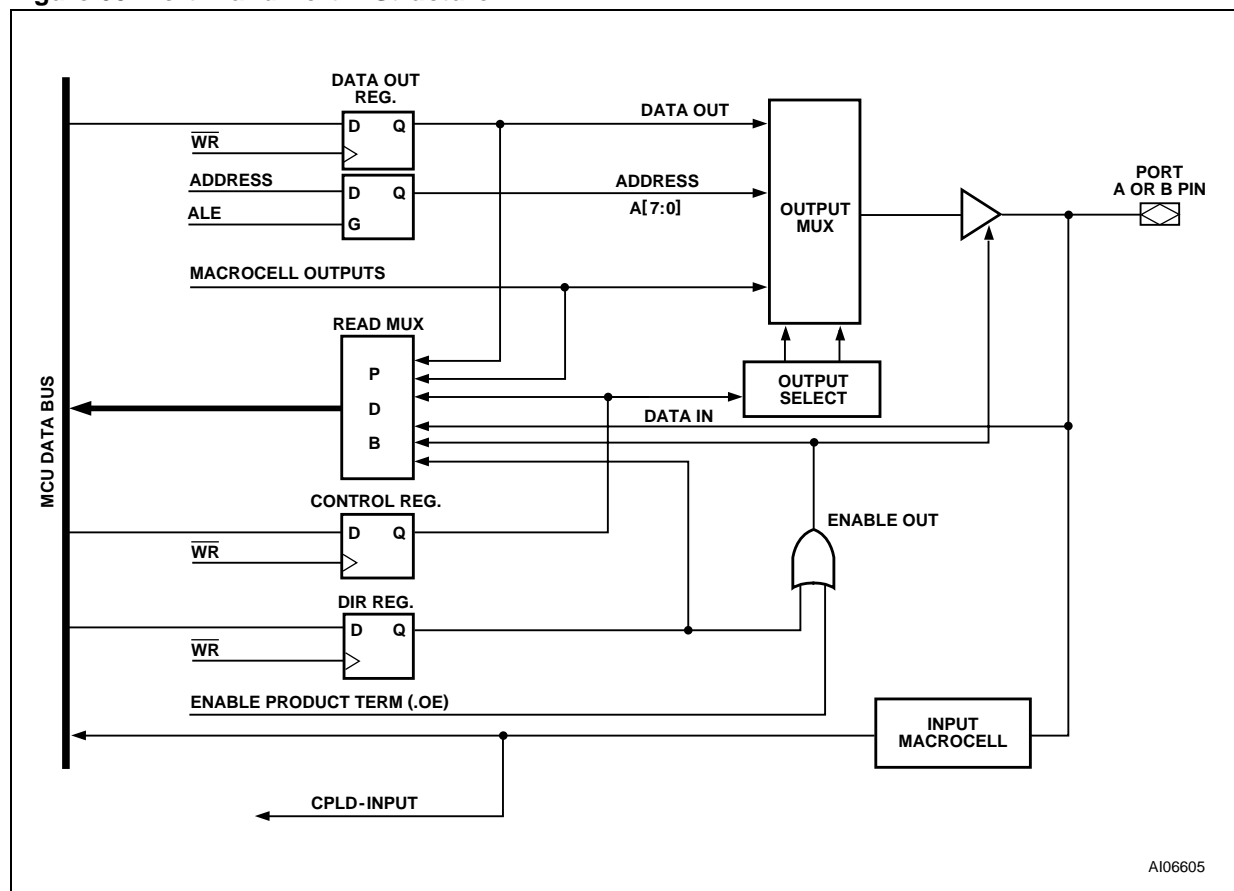 DATA OUT
REG.
D Q
WR
DATA OUT
ADDRESS
ALE
D Q
G
ADDRESS
A[7:0]
OUTPUT
MUX
PORT
A OR B PIN
MACROCELL OUTPUTS
READ MUX
P
D
B
OUTPUT
SELECT
DATA IN
MCU DATA BUS
CONTROL REG.
D Q
WR
ENABLE OUT
DIR REG.
D Q
WR
ENABLE PRODUCT TERM (.OE)
INPUT
MACROCELL
CPLD-INPUT
AI06605